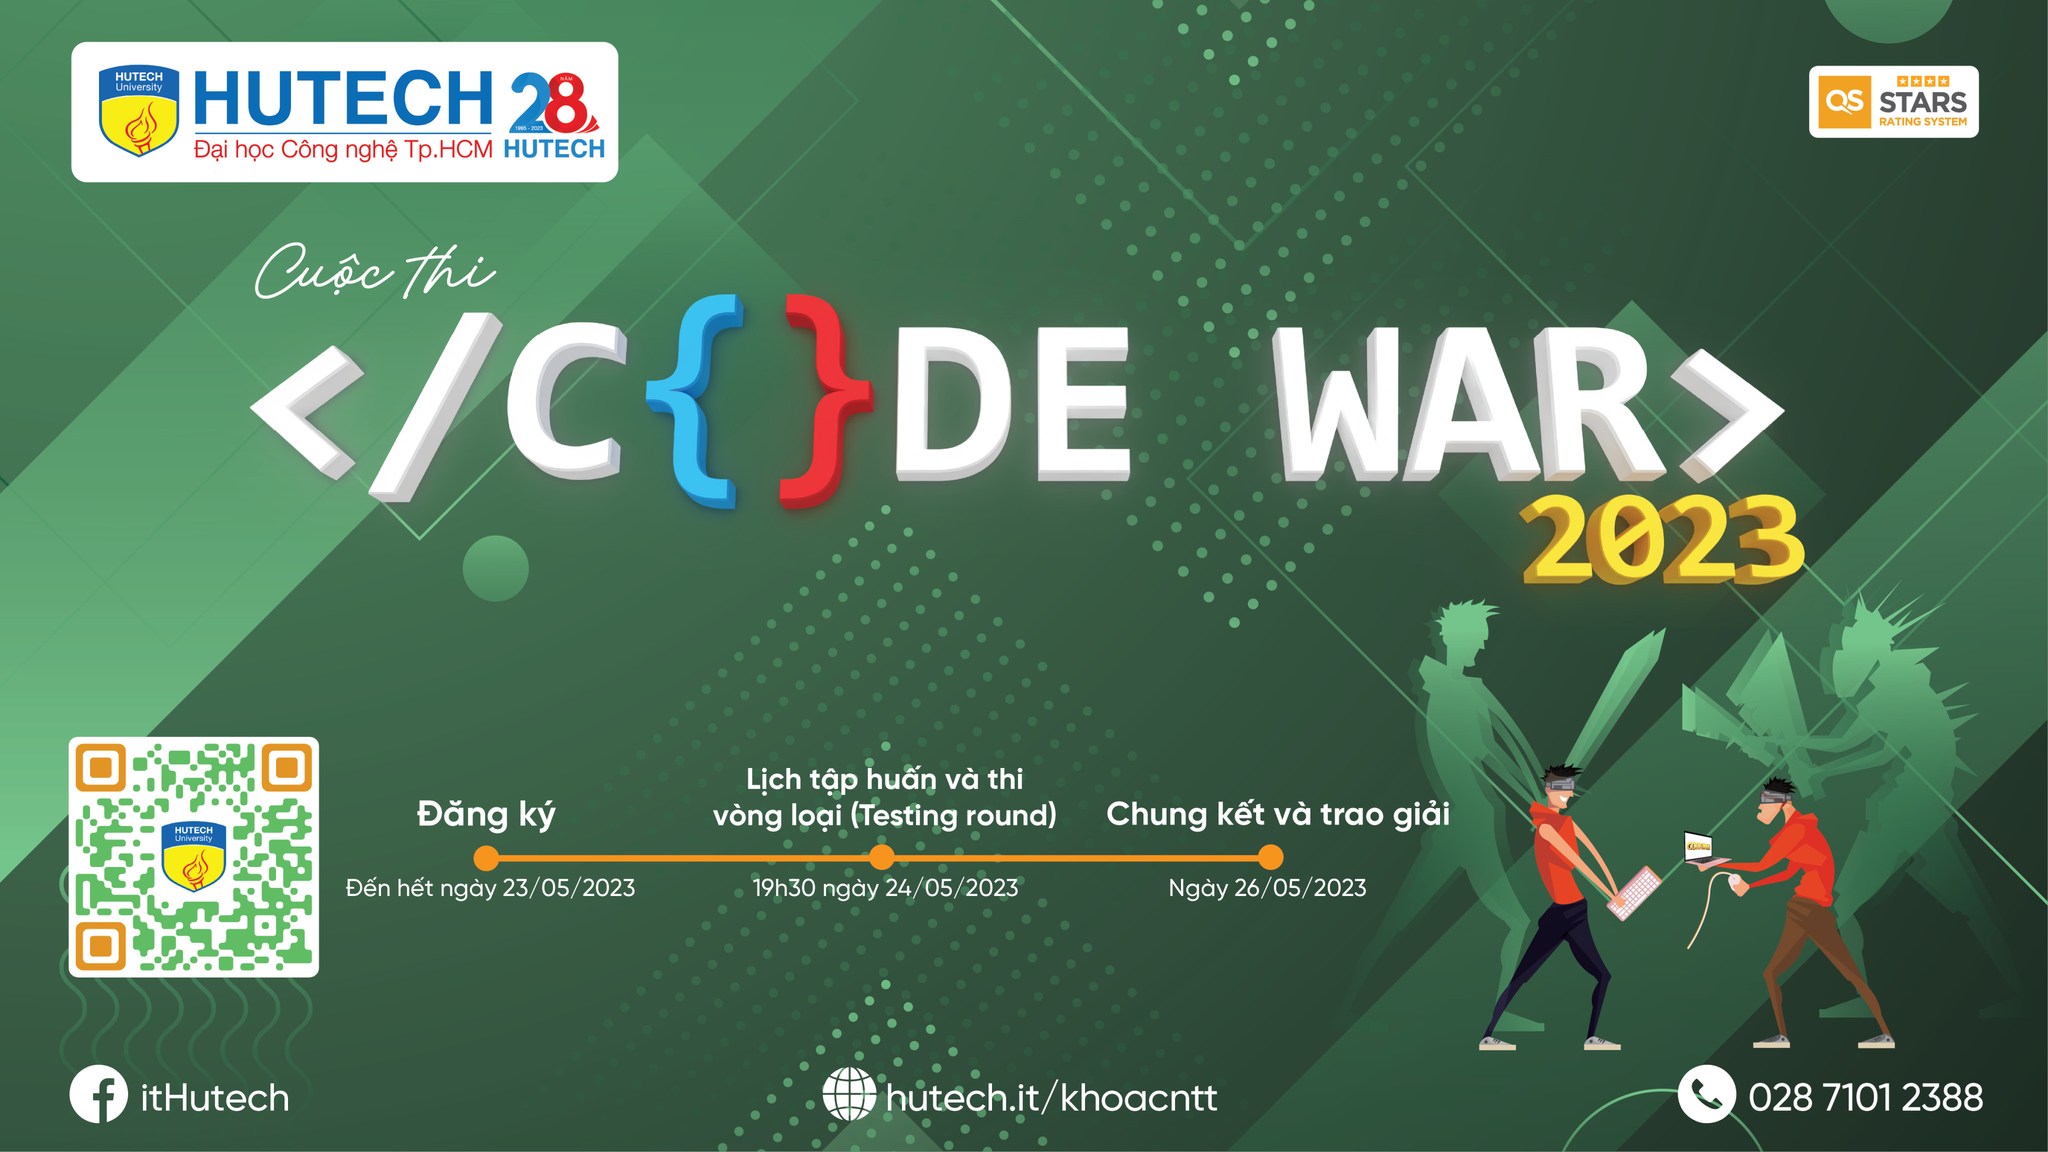 HUTECH
University
HUTECH
Đại học Công nghệ Tp.HCM
28
NĂM
1995 - 2023
HUTECH
QS
STARS
RATING SYSTEM
Cuộc thi
</C{ }DE WAR>
2023
HUTECH
University
Đăng ký
Đến hết ngày 23/05/2023
Lịch tập huấn và thi
vòng loại (Testing round)
19h30 ngày 24/05/2023
Chung kết và trao giải
Ngày 26/05/2023
itHutech
hutech.it/khoacntt
028 7101 2388